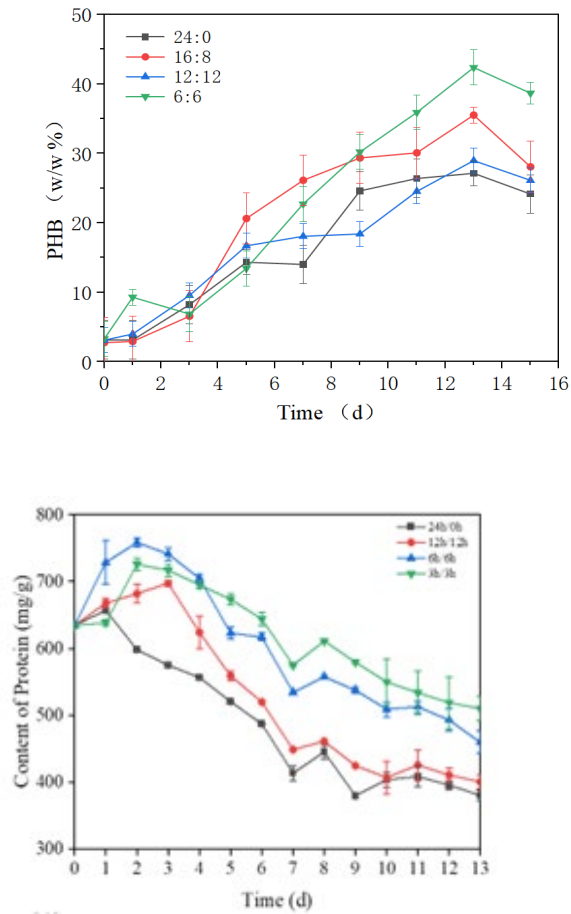 50
40
30
20
10
0
PHB (w/w %)
24:0
16:8
12:12
6:6
0 2 4 6 8 10 12 14 16
Time (d)
800
700
600
500
400
300
Content of Protein (mg/g)
24h/0h
12h/12h
6h/6h
3h/3h
0 1 2 3 4 5 6 7 8 9 10 11 12 13
Time (d)